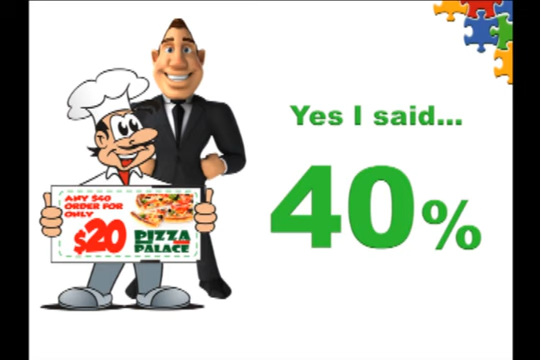 Yes I said...
40%
ANY $40
ORDER FOR
ONLY
$20
PIZZA
PALACE